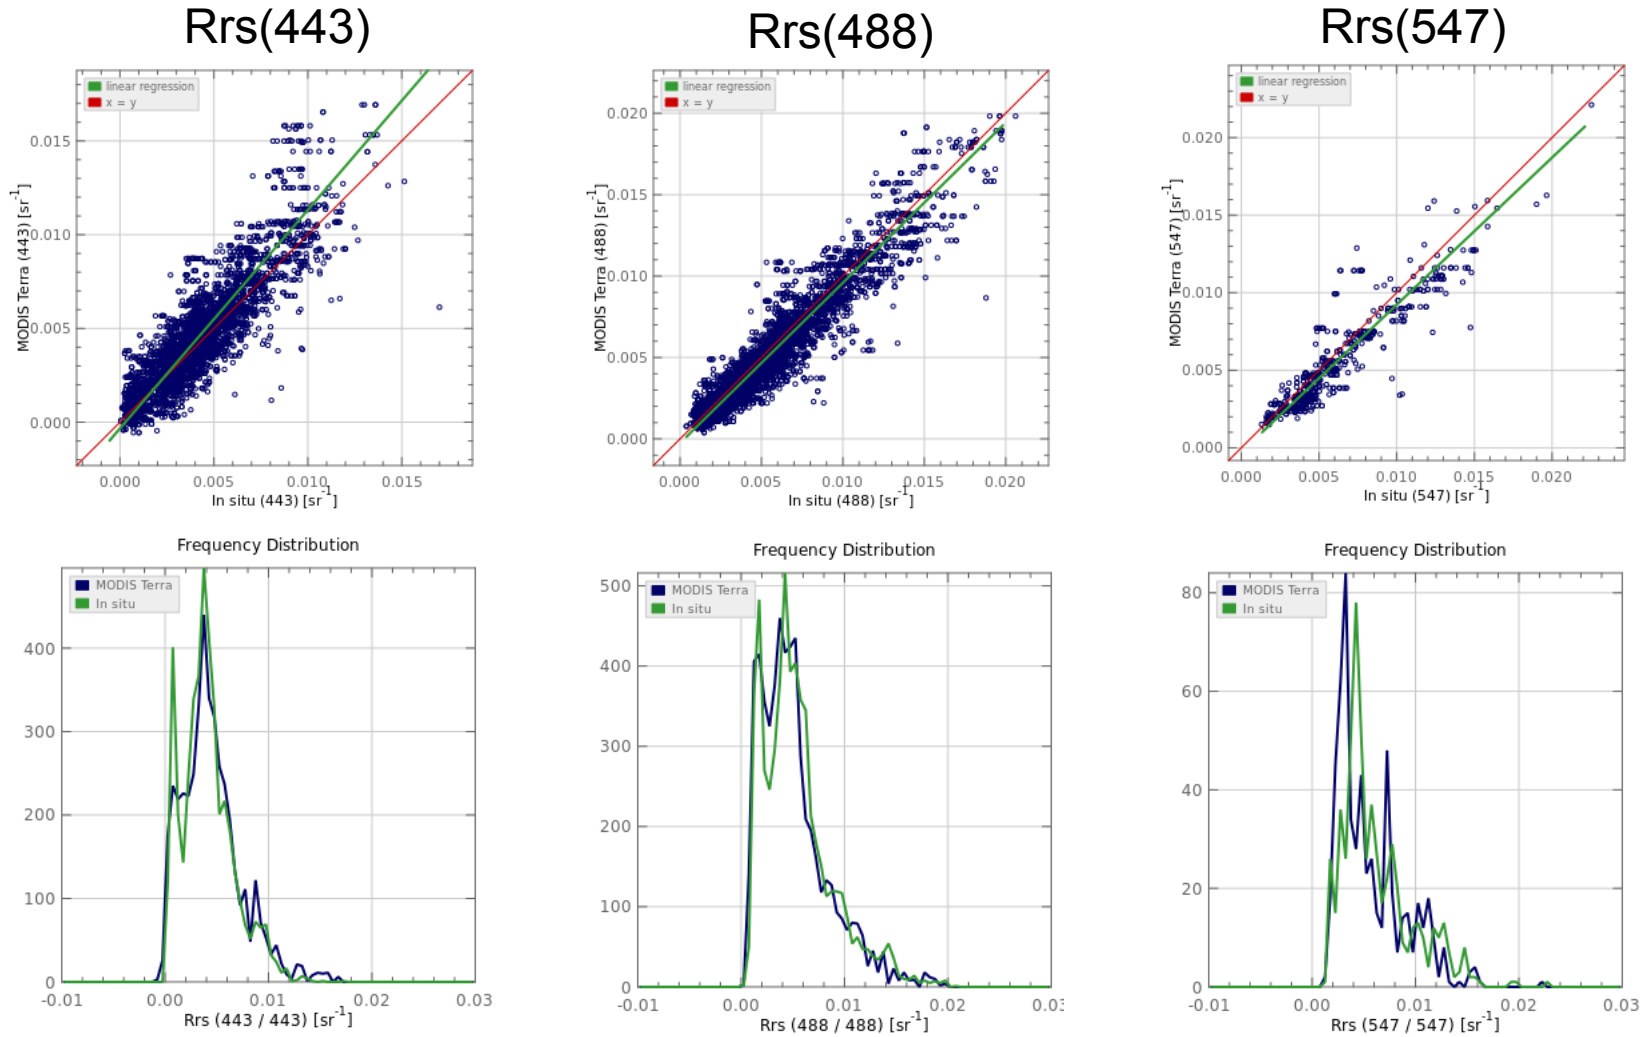 Rrs(443)
Rrs(488)
Rrs(547)
linear regression
x = y
0.015
0.010
0.005
0.000
MODIS Terra (443) [sr-1]
0.000 0.005 0.010 0.015
In situ (443) [sr-1]
linear regression
x = y
0.020
0.015
0.010
0.005
0.000
MODIS Terra (488) [sr-1]
0.000 0.005 0.010 0.015 0.020
In situ (488) [sr-1]
linear regression
x = y
0.020
0.015
0.010
0.005
0.000
MODIS Terra (547) [sr-1]
0.000 0.005 0.010 0.015 0.020
In situ (547) [sr-1]
Frequency Distribution
MODIS Terra
In situ
400
300
200
100
0
-0.01 0.00 0.01 0.02 0.03
Rrs (443 / 443) [sr-1]
Frequency Distribution
MODIS Terra
In situ
500
400
300
200
100
0
-0.01 0.00 0.01 0.02 0.03
Rrs (488 / 488) [sr-1]
Frequency Distribution
MODIS Terra
In situ
80
60
40
20
0
-0.01 0.00 0.01 0.02 0.03
Rrs (547 / 547) [sr-1]